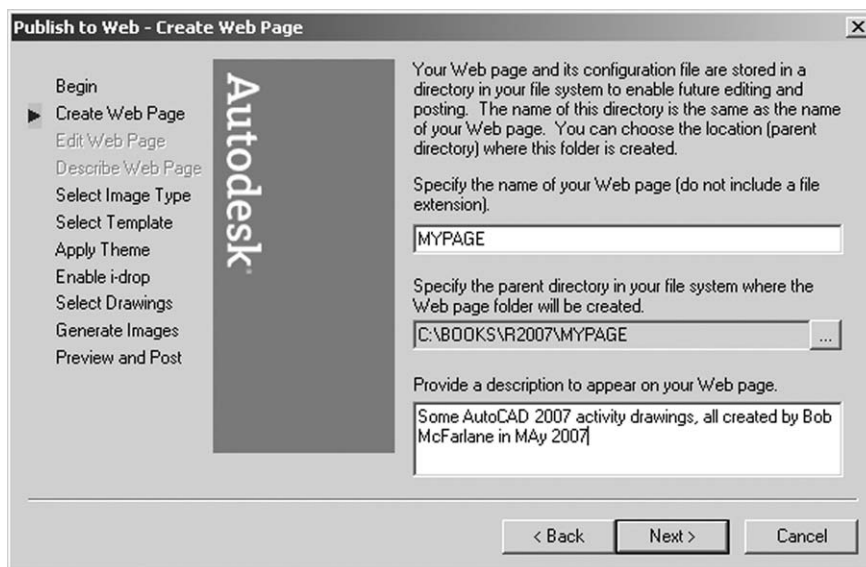 Publish to Web - Create Web Page
Begin
Create Web Page
Edit Web Page
Describe Web Page
Select Image Type
Select Template
Apply Theme
Enable i-drop
Select Drawings
Generate Images
Preview and Post
Autodesk
Your Web page and its configuration file are stored in a
directory in your file system to enable future editing and
posting. The name of this directory is the same as the name
of your Web page. You can choose the location (parent
directory) where this folder is created.
Specify the name of your Web page (do not include a file
extension).
MYPAGE
Specify the parent directory in your file system where the
Web page folder will be created.
C:\BOOKS\R2007\MYPAGE
...
Provide a description to appear on your Web page.
Some AutoCAD 2007 activity drawings, all created by Bob
McFarlane in MAy 2007
< Back
Next >
Cancel